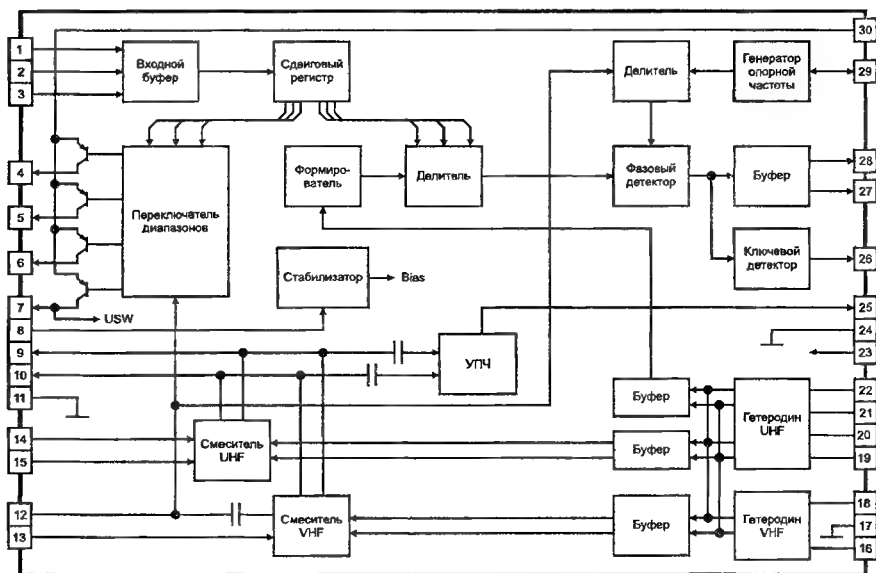 1
2
3
4
5
6
7
8
9
10
11
14
15
12
13
Входной
буфер
Сдвиговый
регистр
Делитель
Генератор
опорной
частоты
Переключатель
диапазонов
Формиро-
ватель
Делитель
Фазовый
детектор
Буфер
Ключевой
детектор
Стабилизатор
Bias
USW
УПЧ
Смеситель
UHF
Буфер
Буфер
Гетеродин
UHF
Смеситель
VHF
Буфер
Гетеродин
VHF
30
29
28
27
26
25
24
23
22
21
20
19
18
17
16